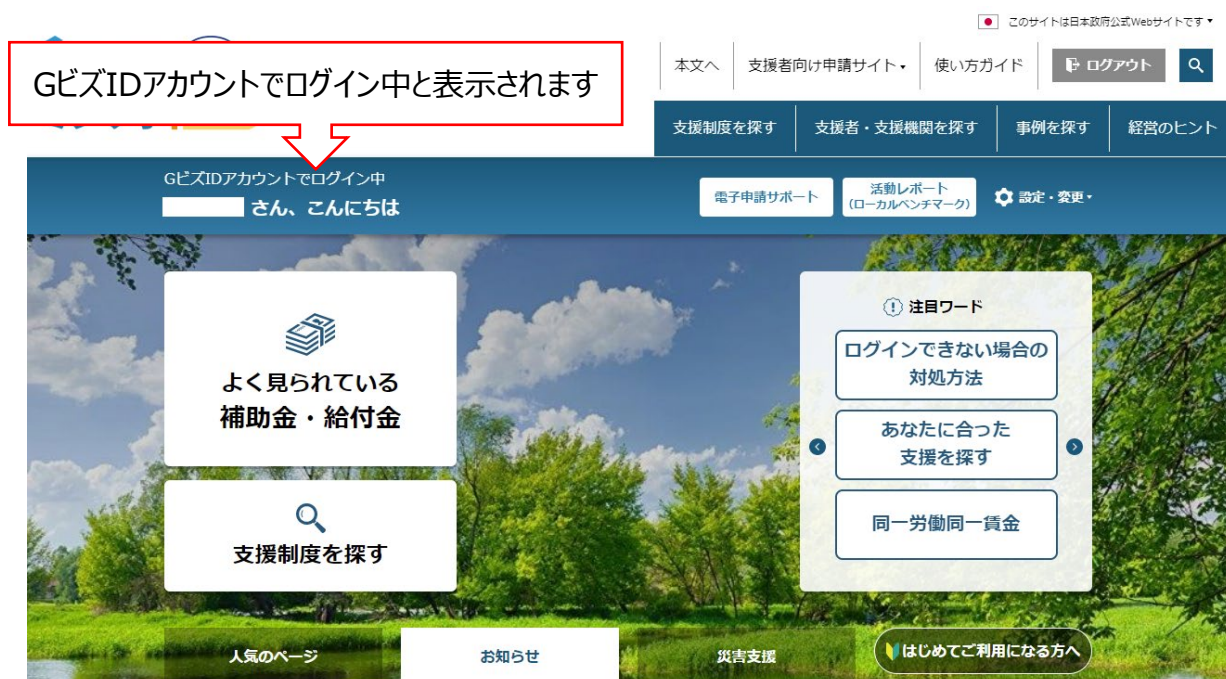 このサイトは日本政府公式Webサイトです
本文へ
支援者向け申請サイト
使い方ガイド
ログアウト
GビズIDアカウントでログイン中と表示されます
支援制度を探す
支援者・支援機関を探す
事例を探す
経営のヒント
GビズIDアカウントでログイン中
さん、こんにちは
電子申請サポート
活動レポート
(ローカルベンチマーク)
設定・変更
よく見られている
補助金・給付金
支援制度を探す
注目ワード
ログインできない場合の
対処方法
あなたに合った
支援を探す
同一労働同一賃金
人気のページ
お知らせ
災害支援
はじめてご利用になる方へ